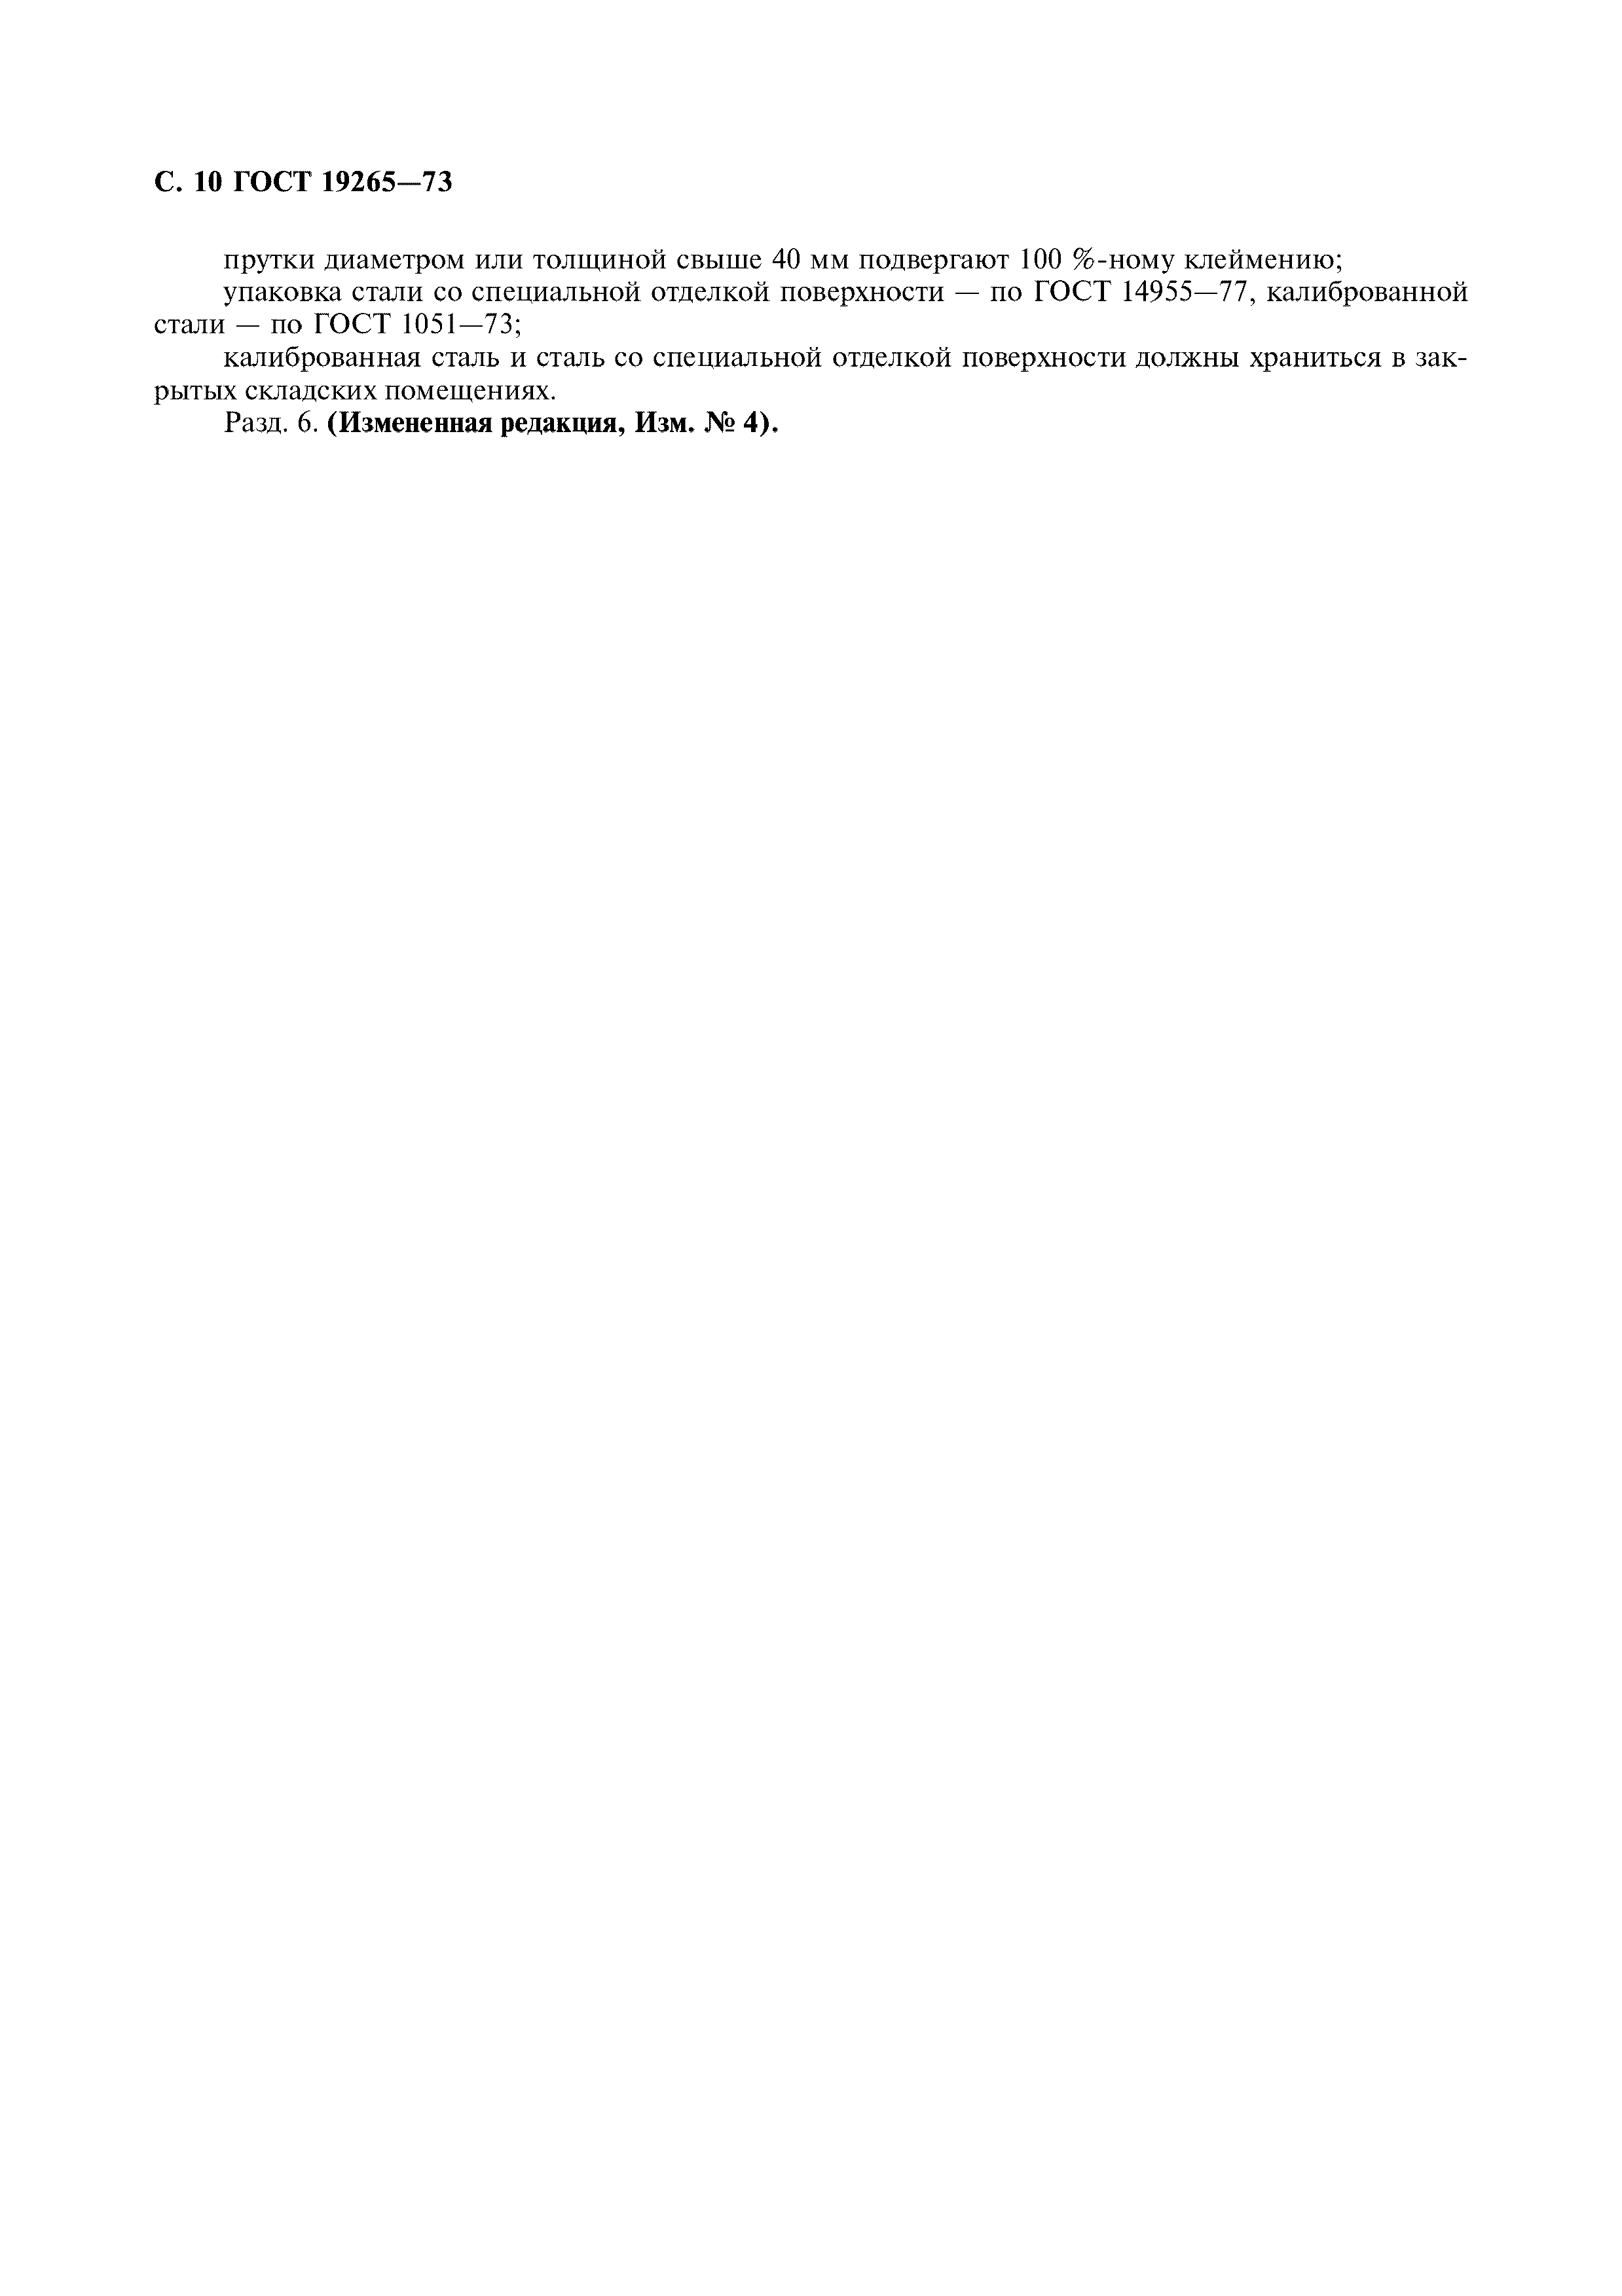 С. 10 ГОСТ 19265—73
прутки диаметром или толщиной свыше 40 мм подвергают 100 %-ному клеймению;
упаковка стали со специальной отделкой поверхности — по ГОСТ 14955—77, калиброванной
стали — по ГОСТ 1051—73;
калиброванная сталь и сталь со специальной отделкой поверхности должны храниться в зак-
рытых складских помещениях.
Разд. 6. (Измененная редакция, Изм. № 4).